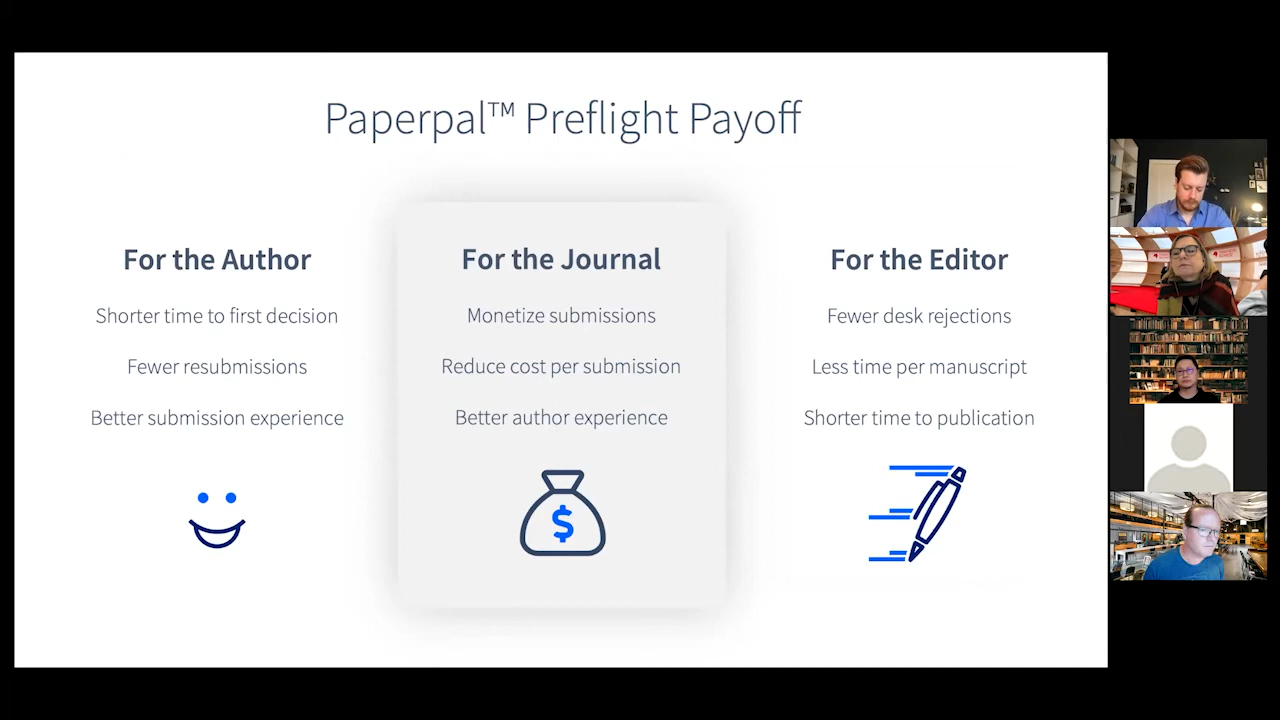 Paperpal™ Preflight Payoff
For the Author
Shorter time to first decision
Fewer resubmissions
Better submission experience
For the Journal
Monetize submissions
Reduce cost per submission
Better author experience
$
For the Editor
Fewer desk rejections
Less time per manuscript
Shorter time to publication